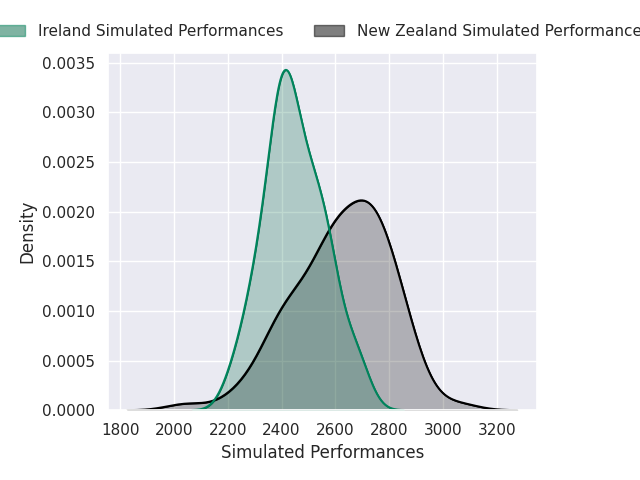 Ireland Simulated Performances
New Zealand Simulated Performance
0.0035
0.0030
0.0025
0.0020
0.0015
0.0010
0.0005
0.0000
Density
1800 2000 2200 2400 2600 2800 3000 3200
Simulated Performances